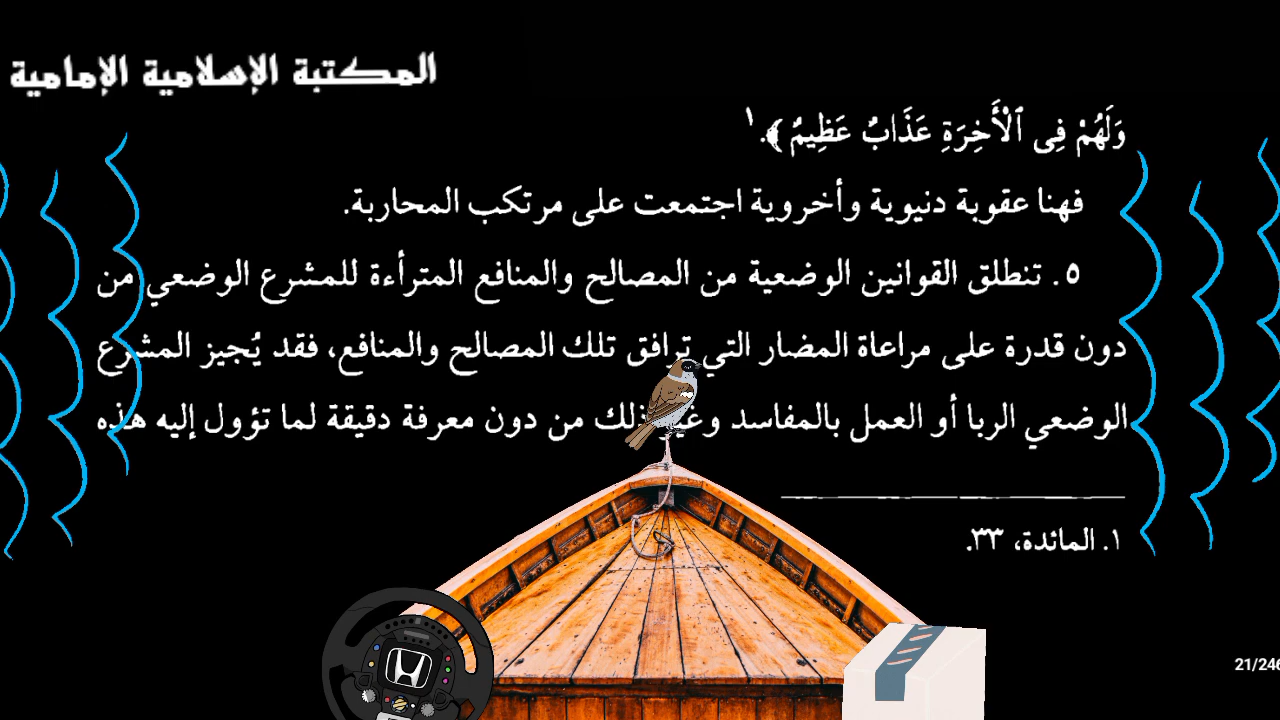 المكتبة الإسلامية الإمامية
وَلَهُمْ فِى ٱلْأَخِرَةِ عَذَابٌ عَظِيمٌ ﴾.١
فهنا عقوبة دنيوية وأخروية اجتمعت على مرتكب المحاربة.
٥. تنطلق القوانين الوضعية من المصالح والمنافع المترأءة للمشرع الوضعي من
دون قدرة على مراعاة المضار التي ترافق تلك المصالح والمنافع، فقد يُجيز المشرع
الوضعي الربا أو العمل بالمفاسد وغير ذلك من دون معرفة دقيقة لما تؤول إليه هذه
١. المائدة، ٣٣.
21/246